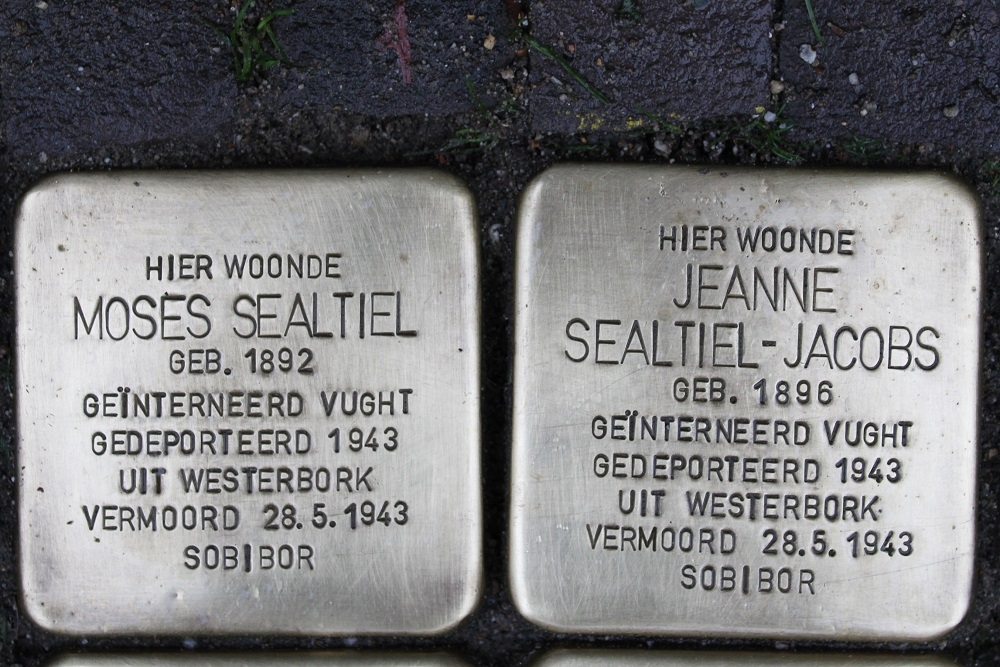 HIER WOONDE
MOSES SEALTIEL
GEB. 1892
GEÏNTERNEERD VUGHT
GEDEPORTEERD 1943
UIT WESTERBORK
VERMOORD 28.5.1943
SOBIBOR
HIER WOONDE
JEANNE
SEALTIEL-JACOBS
GEB. 1896
GEÏNTERNEERD VUGHT
GEDEPORTEERD 1943
UIT WESTERBORK
VERMOORD 28.5.1943
SOBIBOR